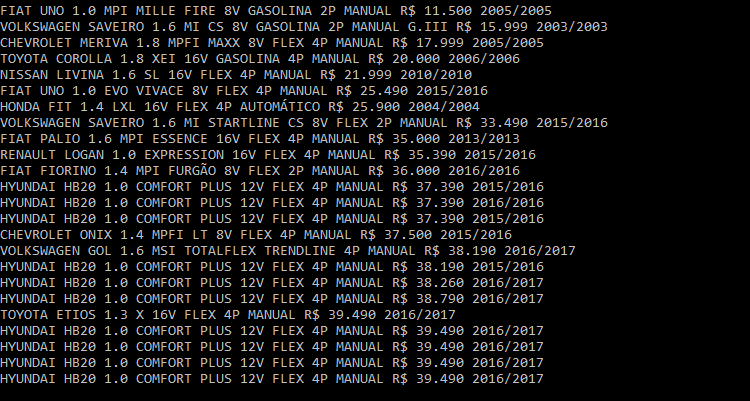 FIAT UNO 1.0 MPI MILLE FIRE 8V GASOLINA 2P MANUAL R$ 11.500 2005/2005
VOLKSWAGEN SAVEIRO 1.6 MI CS 8V GASOLINA 2P MANUAL G.III R$ 15.999 2003/2003
CHEVROLET MERIVA 1.8 MPFI MAXX 8V FLEX 4P MANUAL R$ 17.999 2005/2005
TOYOTA COROLLA 1.8 XEI 16V GASOLINA 4P MANUAL R$ 20.000 2006/2006
NISSAN LIVINA 1.6 SL 16V FLEX 4P MANUAL R$ 21.999 2010/2010
FIAT UNO 1.0 EVO VIVACE 8V FLEX 4P MANUAL R$ 25.490 2015/2016
HONDA FIT 1.4 LXL 16V FLEX 4P AUTOMÁTICO R$ 25.900 2004/2004
VOLKSWAGEN SAVEIRO 1.6 MI STARTLINE CS 8V FLEX 2P MANUAL R$ 33.490 2015/2016
FIAT PALIO 1.6 MPI ESSENCE 16V FLEX 4P MANUAL R$ 35.000 2013/2013
RENAULT LOGAN 1.0 EXPRESSION 16V FLEX 4P MANUAL R$ 35.390 2015/2016
FIAT FIORINO 1.4 MPI FURGÃO 8V FLEX 2P MANUAL R$ 36.000 2016/2016
HYUNDAI HB20 1.0 COMFORT PLUS 12V FLEX 4P MANUAL R$ 37.390 2015/2016
HYUNDAI HB20 1.0 COMFORT PLUS 12V FLEX 4P MANUAL R$ 37.390 2016/2016
HYUNDAI HB20 1.0 COMFORT PLUS 12V FLEX 4P MANUAL R$ 37.390 2015/2016
CHEVROLET ONIX 1.4 MPFI LT 8V FLEX 4P MANUAL R$ 37.500 2015/2016
VOLKSWAGEN GOL 1.6 MSI TOTALFLEX TRENDLINE 4P MANUAL R$ 38.190 2016/2017
HYUNDAI HB20 1.0 COMFORT PLUS 12V FLEX 4P MANUAL R$ 38.190 2015/2016
HYUNDAI HB20 1.0 COMFORT PLUS 12V FLEX 4P MANUAL R$ 38.260 2016/2017
HYUNDAI HB20 1.0 COMFORT PLUS 12V FLEX 4P MANUAL R$ 38.790 2016/2017
TOYOTA ETIOS 1.3 X 16V FLEX 4P MANUAL R$ 39.490 2016/2017
HYUNDAI HB20 1.0 COMFORT PLUS 12V FLEX 4P MANUAL R$ 39.490 2016/2017
HYUNDAI HB20 1.0 COMFORT PLUS 12V FLEX 4P MANUAL R$ 39.490 2016/2017
HYUNDAI HB20 1.0 COMFORT PLUS 12V FLEX 4P MANUAL R$ 39.490 2016/2017
HYUNDAI HB20 1.0 COMFORT PLUS 12V FLEX 4P MANUAL R$ 39.490 2016/2017